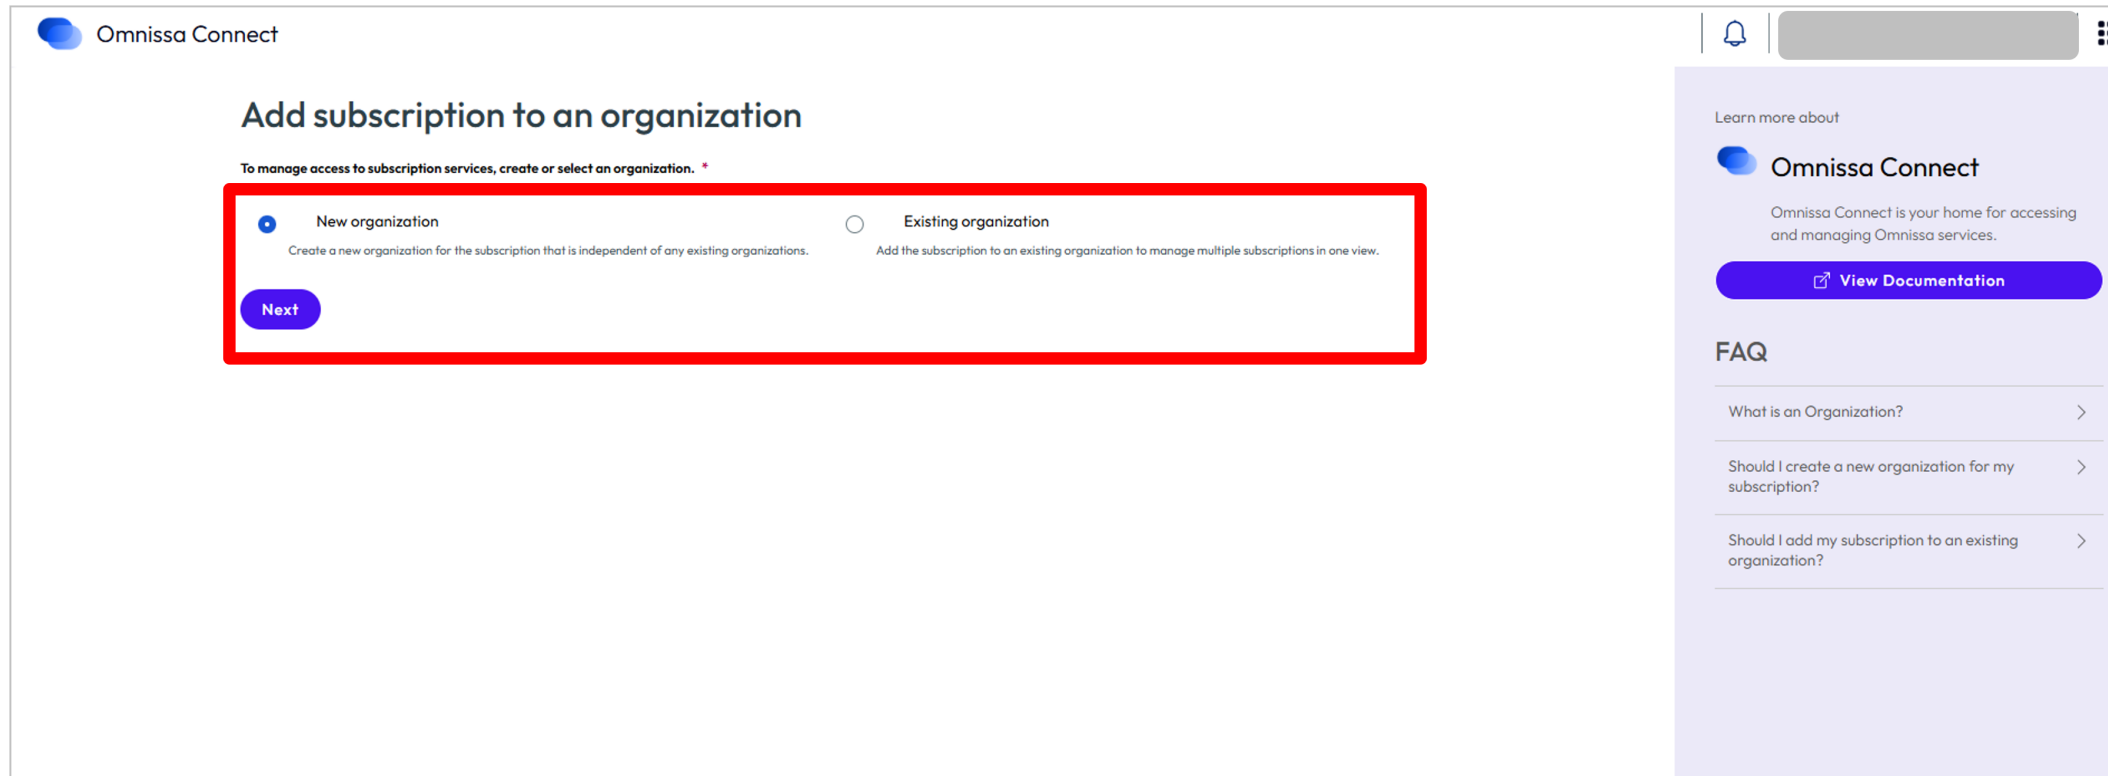 Omnissa Connect
Add subscription to an organization
To manage access to subscription services, create or select an organization. *
New organization
Create a new organization for the subscription that is independent of any existing organizations.
Existing organization
Add the subscription to an existing organization to manage multiple subscriptions in one view.
Next
Learn more about
Omnissa Connect
Omnissa Connect is your home for accessing
and managing Omnissa services.
View Documentation
FAQ
What is an Organization?
Should I create a new organization for my
subscription?
Should I add my subscription to an existing
organization?